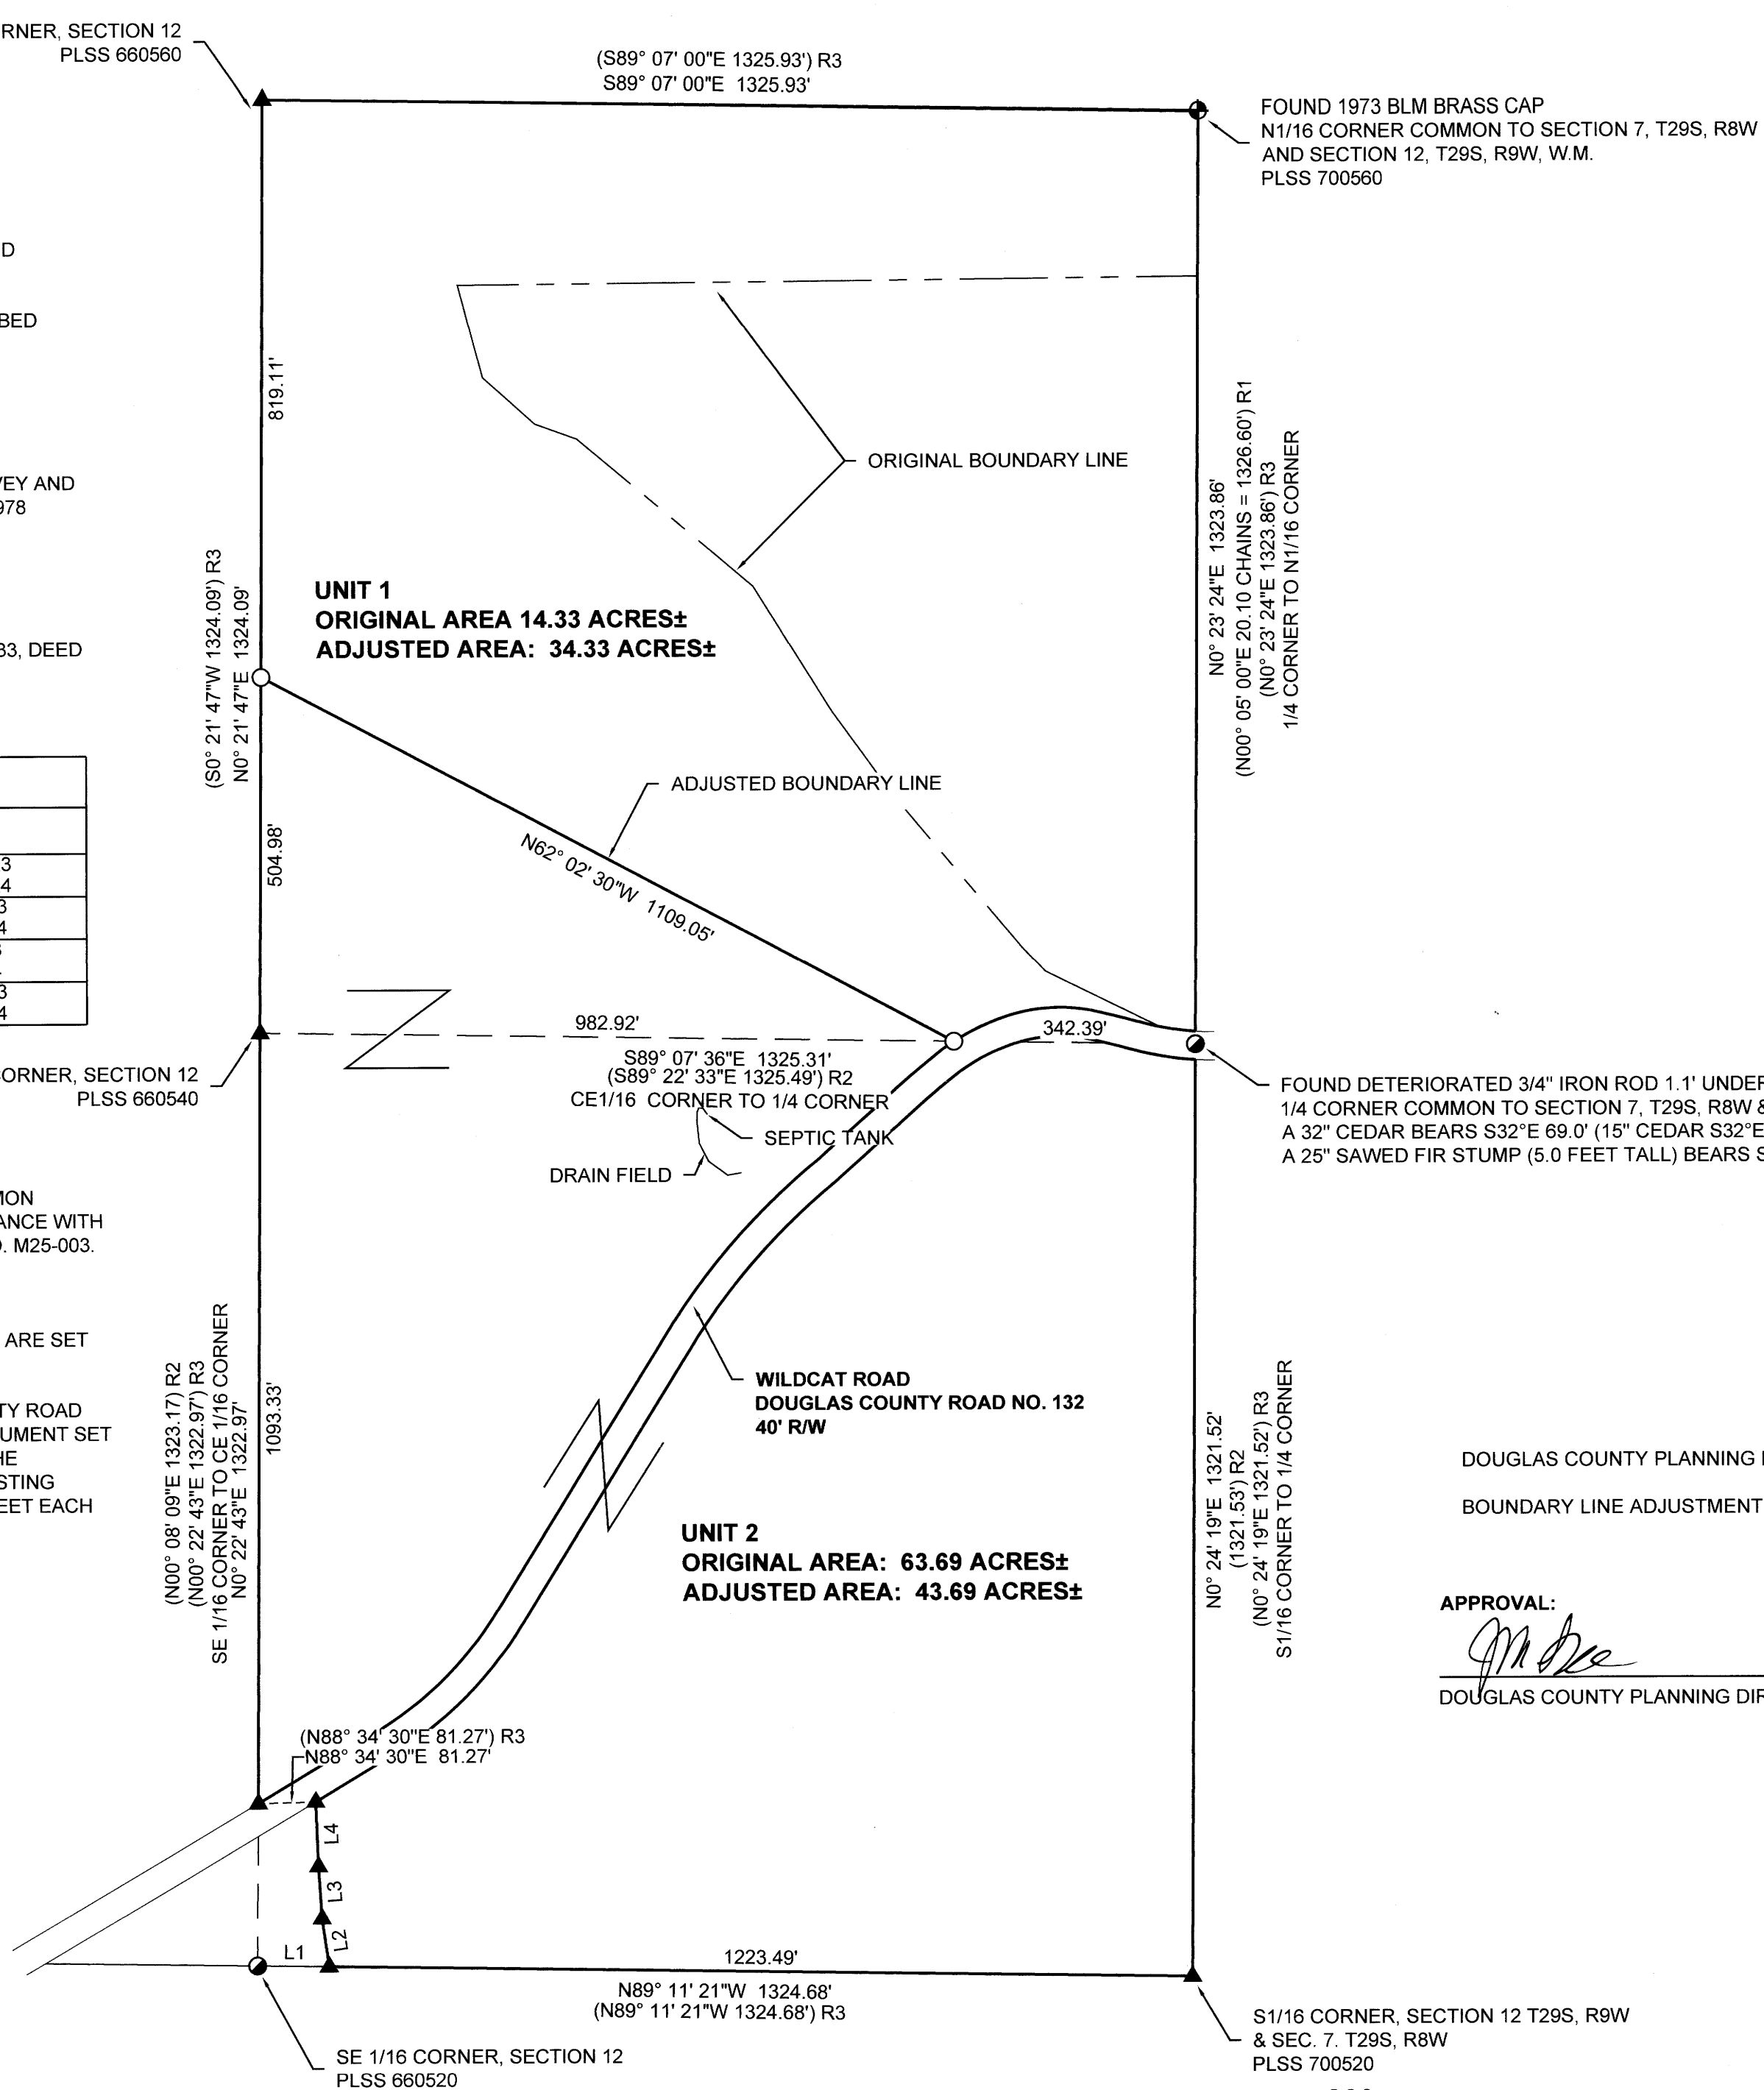 RNER, SECTION 12
PLSS 660560
(S89° 07' 00"E 1325.93') R3
S89° 07' 00"E 1325.93'
FOUND 1973 BLM BRASS CAP
N1/16 CORNER COMMON TO SECTION 7, T29S, R8W
AND SECTION 12, T29S, R9W, W.M.
PLSS 700560
D
BED
819.11'
ORIGINAL BOUNDARY LINE
N0° 23' 24"E 1323.86'
(N00° 05' 00"E 20.10 CHAINS = 1326.60') R1
(N0° 23' 24"E 1323.86') R3
1/4 CORNER TO N1/16 CORNER
VEY AND
978
(S0° 21' 47"W 1324.09') R3
N0° 21' 47"E 1324.09'
UNIT 1
ORIGINAL AREA 14.33 ACRES±
ADJUSTED AREA: 34.33 ACRES±
33, DEED
ADJUSTED BOUNDARY LINE
504.98'
N62° 02' 30"W 1109.05'
3
4
3
4
3
4
982.92'
342.39'
S89° 07' 36"E 1325.31'
(S89° 22' 33"E 1325.49') R2
CE1/16 CORNER TO 1/4 CORNER
CORNER, SECTION 12
PLSS 660540
SEPTIC TANK
DRAIN FIELD
FOUND DETERIORATED 3/4" IRON ROD 1.1' UNDER
1/4 CORNER COMMON TO SECTION 7, T29S, R8W &
A 32" CEDAR BEARS S32°E 69.0' (15" CEDAR S32°E
A 25" SAWED FIR STUMP (5.0 FEET TALL) BEARS S
MON
ANCE WITH
O. M25-003.
ARE SET
TY ROAD
UMENT SET
HE
STING
EET EACH
(N00° 08' 09"E 1323.17') R2
(N00° 22' 43"E 1322.97') R3
SE 1/16 CORNER TO CE 1/16 CORNER
N0° 22' 43"E 1322.97'
1093.33'
WILDCAT ROAD
DOUGLAS COUNTY ROAD NO. 132
40' R/W
N0° 24' 19"E 1321.52'
(1321.53') R2
(N0° 24' 19"E 1321.52') R3
S1/16 CORNER TO 1/4 CORNER
DOUGLAS COUNTY PLANNING
BOUNDARY LINE ADJUSTMENT
UNIT 2
ORIGINAL AREA: 63.69 ACRES±
ADJUSTED AREA: 43.69 ACRES±
APPROVAL:
DOUGLAS COUNTY PLANNING DIR
(N88° 34' 30"E 81.27') R3
N88° 34' 30"E 81.27'
L4
L3
L2
L1
1223.49'
N89° 11' 21"W 1324.68'
(N89° 11' 21"W 1324.68') R3
SE 1/16 CORNER, SECTION 12
PLSS 660520
S1/16 CORNER, SECTION 12 T29S, R9W
& SEC. 7. T29S, R8W
PLSS 700520